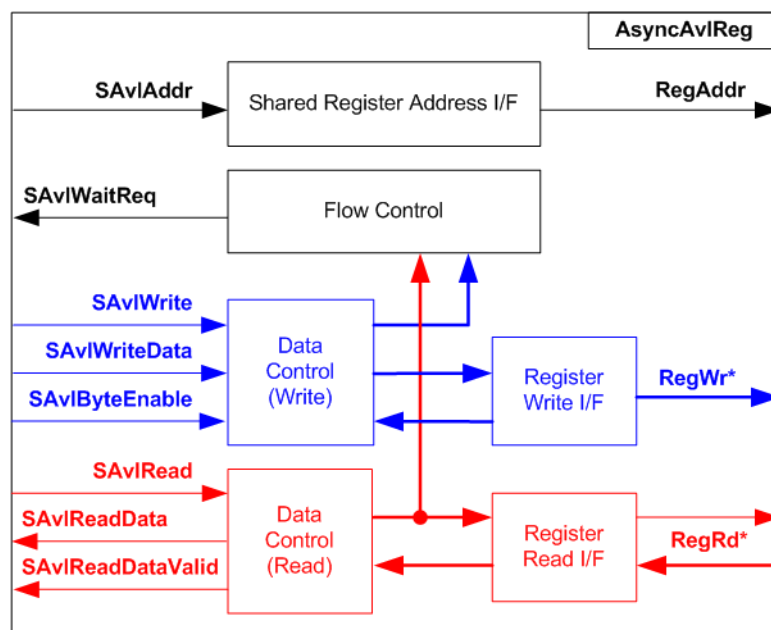 AsyncAvlReg
SAvlAddr
Shared Register Address I/F
RegAddr
SAvlWaitReq
Flow Control
SAvlWrite
SAvlWriteData
SAvlByteEnable
Data
Control
(Write)
Register
Write I/F
RegWr*
SAvlRead
SAvlReadData
SAvlReadDataValid
Data
Control
(Read)
Register
Read I/F
RegRd*